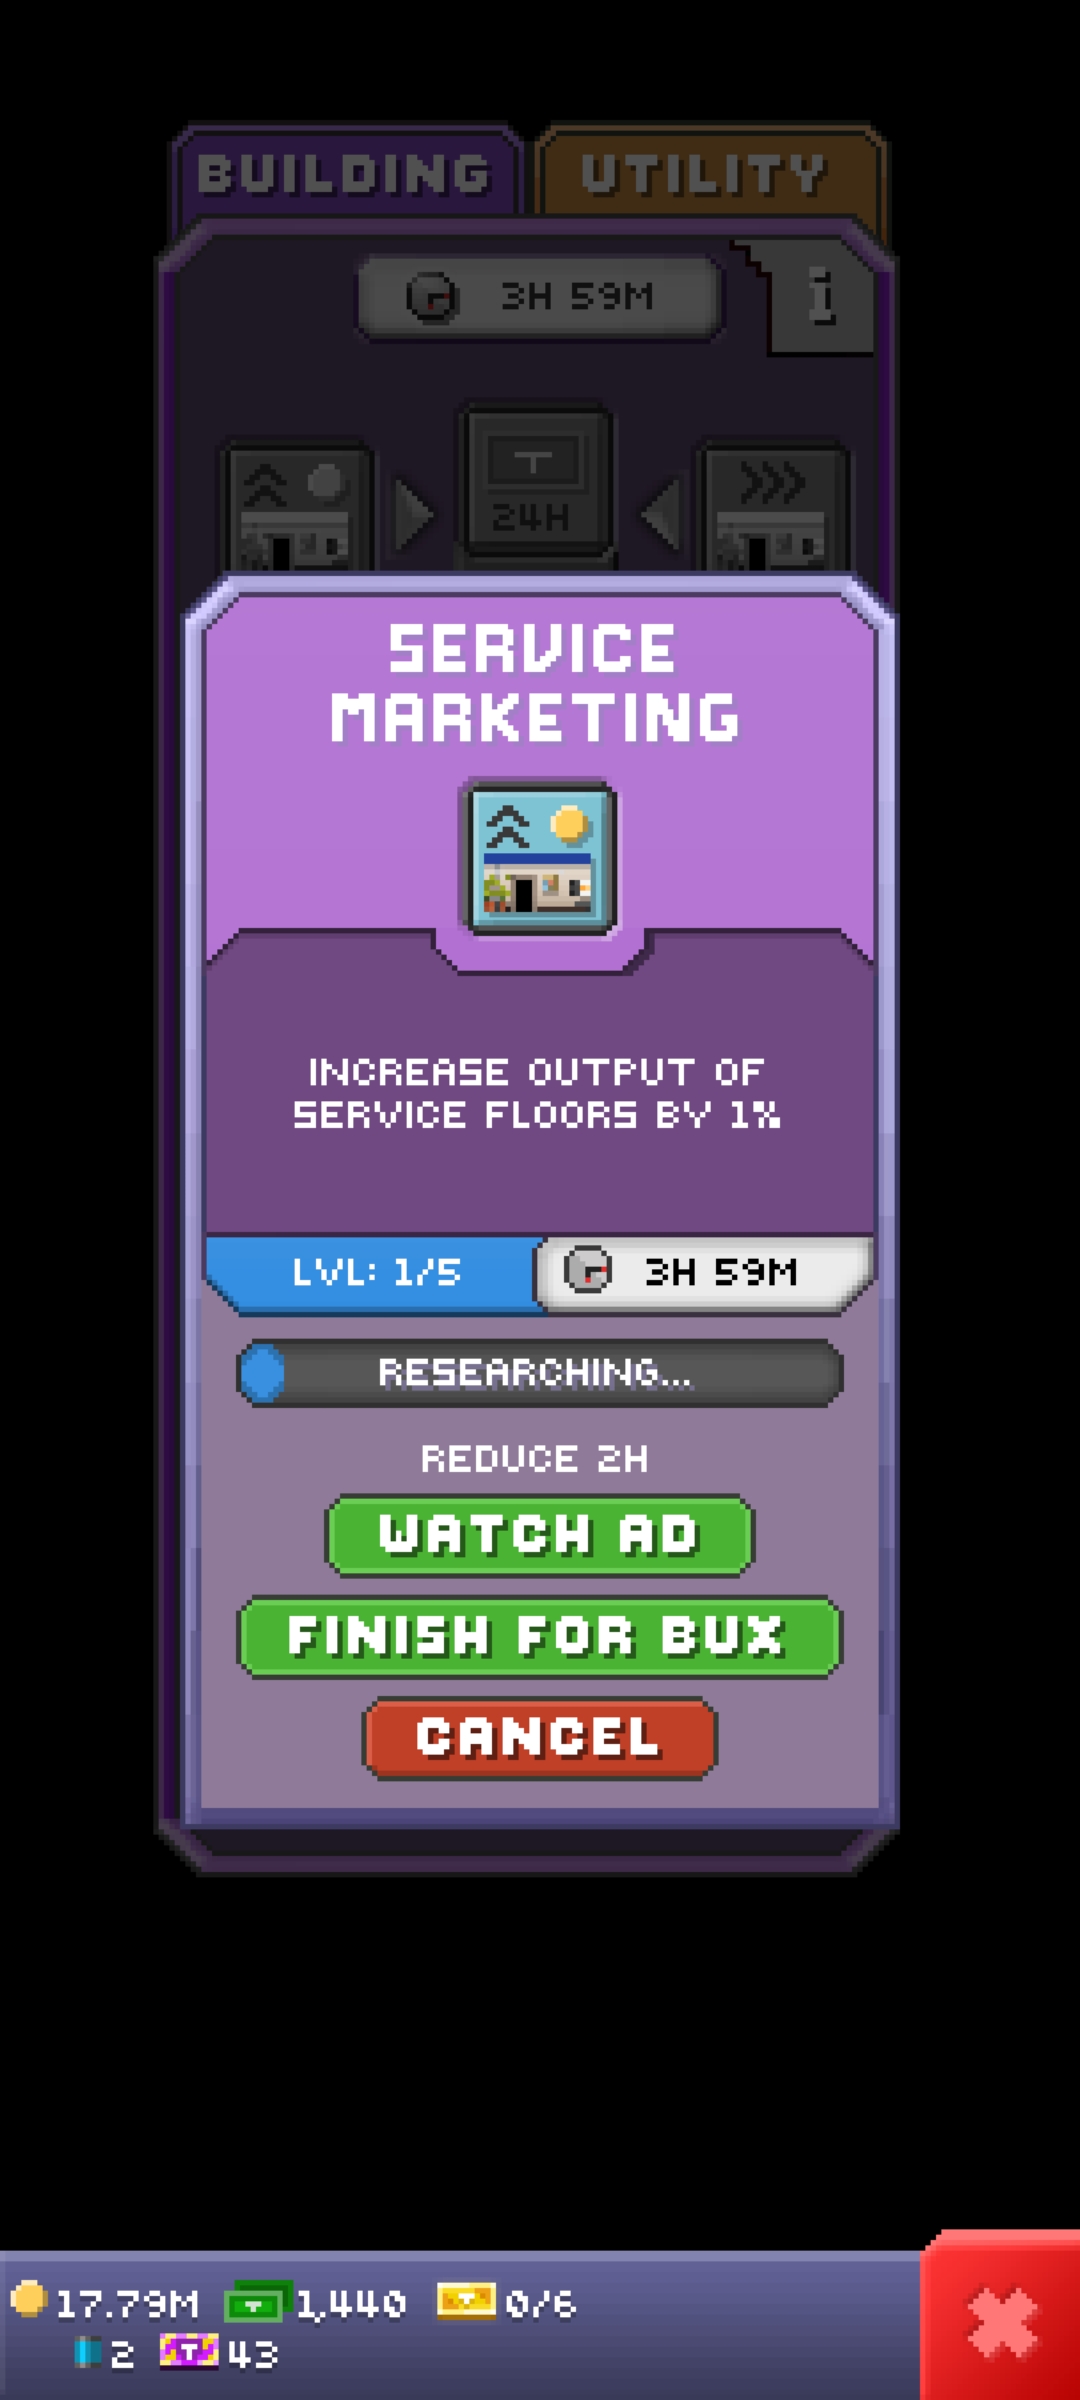 BUILDING UTILITY
3H 59M i
T
24H
SERVICE
MARKETING
INCREASE OUTPUT OF
SERVICE FLOORS BY 1%
LVL: 1/5 3H 59M
RESEARCHING...
REDUCE 2H
WATCH AD
FINISH FOR BUX
CANCEL
17.79M 1,440 0/6
2 T 43